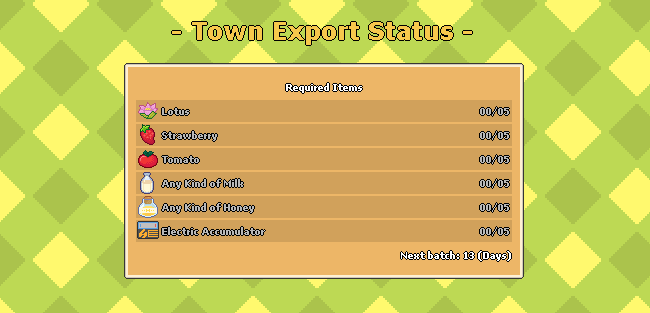 - Town Export Status -
Required Items
Lotus 00/05
Strawberry 00/05
Tomato 00/05
Any Kind of Milk 00/05
Any Kind of Honey 00/05
Electric Accumulator 00/05
Next batch: 13 (Days)